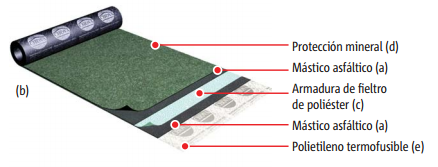 Protección mineral (d)
Mástico asfáltico (a)
(b)
Armadura de fieltro
de poliéster (c)
Mástico asfáltico (a)
Polietileno termofusible (e)